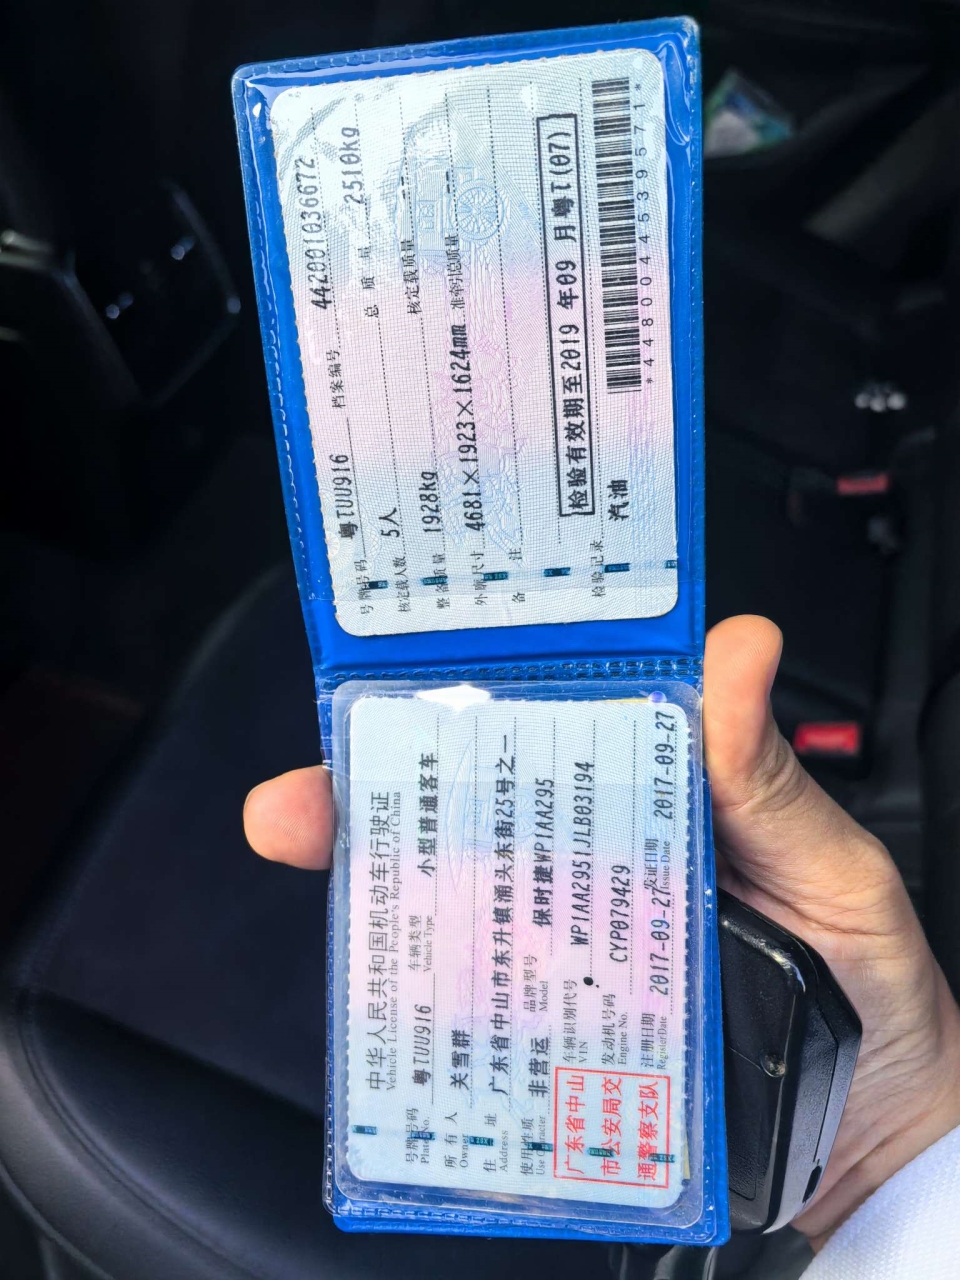 中华人民共和国机动车行驶证
Vehicle License of the People's Republic of China
号牌号码 粤TUU916 车辆类型 小型普通客车
Plate No. Vehicle Type
所有人 关雪群
Owner
住址 广东省中山市东升镇涌头东街25号之一
Address
使用性质 非营运 品牌型号 保时捷WP1AA295
Use Character Model
广东省中山
市公安局交
通警察支队
车辆识别代号 WP1AA2951JLB03194
VIN
发动机号码 CYP079429
Engine No.
注册日期 2017-09-27 发证日期 2017-09-27
Register Date Issue Date
号牌号码 粤TUU916 档案编号 442001036672
核定载人数 5人 总质量 2510kg
整备质量 1928kg 核定载质量 --
外廓尺寸 4681×1923×1624mm 准牵引总质量 --
备注
检验有效期至2019年09月粤T(07)
检验记录 汽油
*4480044539571*